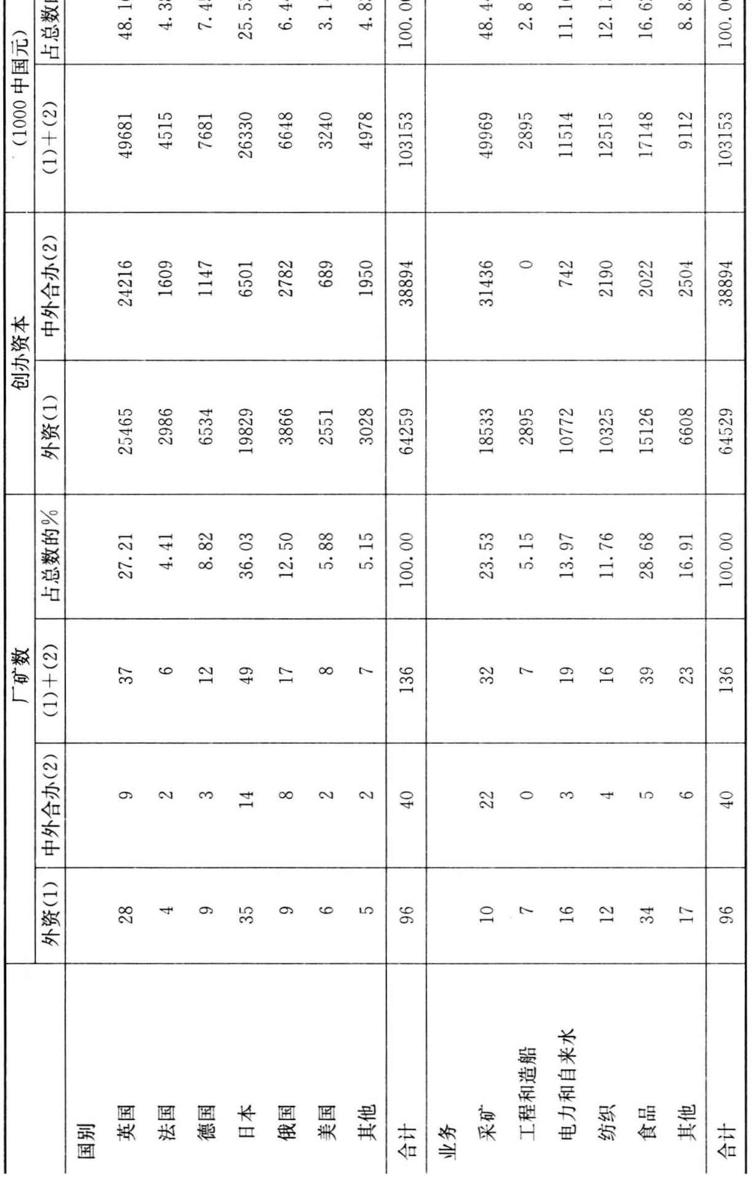 厂矿数 创办资本 (1000 中国元)
外资(1) 中外合办(2) (1)+(2) 占总数的% 外资(1) 中外合办(2) (1)+(2) 占总数的
国别
英国 28 9 37 27.21 25465 24216 49681 48.1
法国 4 2 6 4.41 2986 1609 4515 4.3
德国 9 3 12 8.82 6534 1147 7681 7.4
日本 35 14 49 36.03 19829 6501 26330 25.5
俄国 9 8 17 12.50 3866 2782 6648 6.4
美国 6 2 8 5.88 2551 689 3240 3.1
其他 5 2 7 5.15 3028 1950 4978 4.8
合计 96 40 136 100.00 64259 38894 103153 100.0
业务
采矿 10 22 32 23.53 18533 31436 49969 48.4
工程和造船 7 0 7 5.15 2895 0 2895 2.8
电力和自来水 16 3 19 13.97 10772 742 11514 11.1
纺织 12 4 16 11.76 10325 2190 12515 12.1
食品 34 5 39 28.68 15126 2022 17148 16.6
其他 17 6 23 16.91 6608 2504 9112 8.8
合计 96 40 136 100.00 64529 38894 103153 100.0